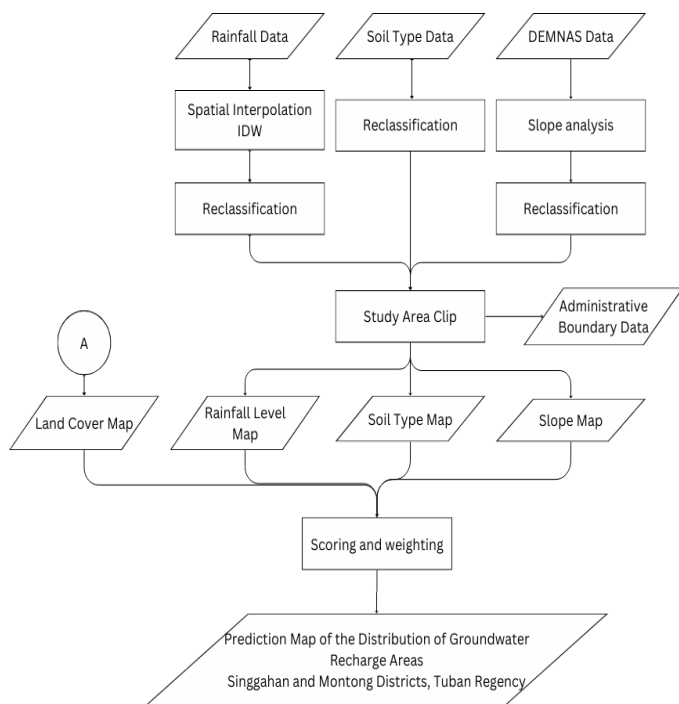 Rainfall Data
Soil Type Data
DEMNAS Data
Spatial Interpolation
IDW
Reclassification
Slope analysis
Reclassification
Reclassification
Study Area Clip
Administrative
Boundary Data
A
Land Cover Map
Rainfall Level
Map
Soil Type Map
Slope Map
Scoring and weighting
Prediction Map of the Distribution of Groundwater
Recharge Areas
Singgahan and Montong Districts, Tuban Regency